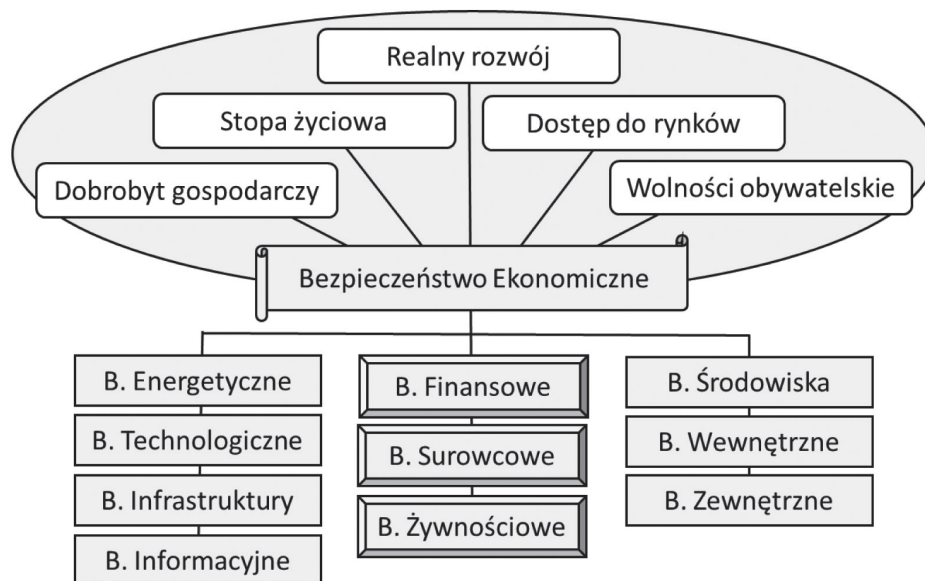 Realny rozwój
Stopa życiowa
Dostęp do rynków
Dobrobyt gospodarczy
Wolności obywatelskie
Bezpieczeństwo Ekonomiczne
B. Energetyczne
B. Technologiczne
B. Infrastruktury
B. Informacyjne
B. Finansowe
B. Surowcowe
B. Żywnościowe
B. Środowiska
B. Wewnętrzne
B. Zewnętrzne